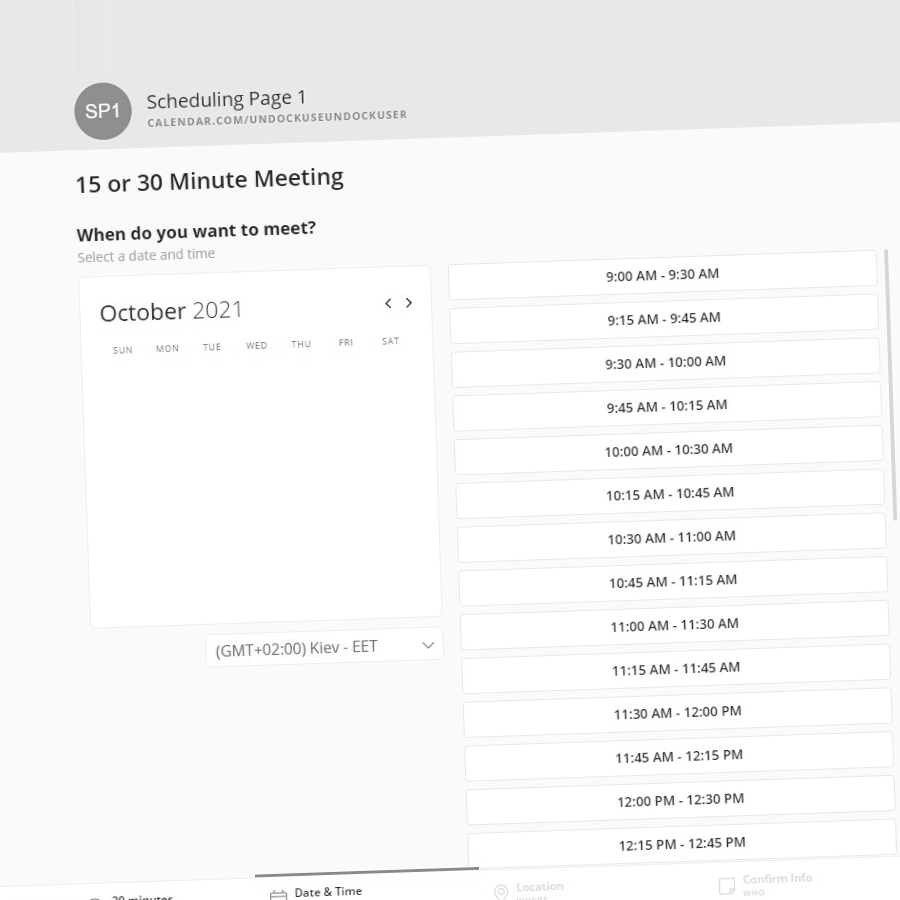 SP1
Scheduling Page 1
CALENDAR.COM/UNDOCKUSEUNDOCKUSER
15 or 30 Minute Meeting
When do you want to meet?
Select a date and time
October 2021
SUN MON TUE WED THU FRI SAT
(GMT+02:00) Kiev - EET
9:00 AM - 9:30 AM
9:15 AM - 9:45 AM
9:30 AM - 10:00 AM
9:45 AM - 10:15 AM
10:00 AM - 10:30 AM
10:15 AM - 10:45 AM
10:30 AM - 11:00 AM
10:45 AM - 11:15 AM
11:00 AM - 11:30 AM
11:15 AM - 11:45 AM
11:30 AM - 12:00 PM
11:45 AM - 12:15 PM
12:00 PM - 12:30 PM
12:15 PM - 12:45 PM
minutes
Date & Time
Location
Confirm Info
WHO